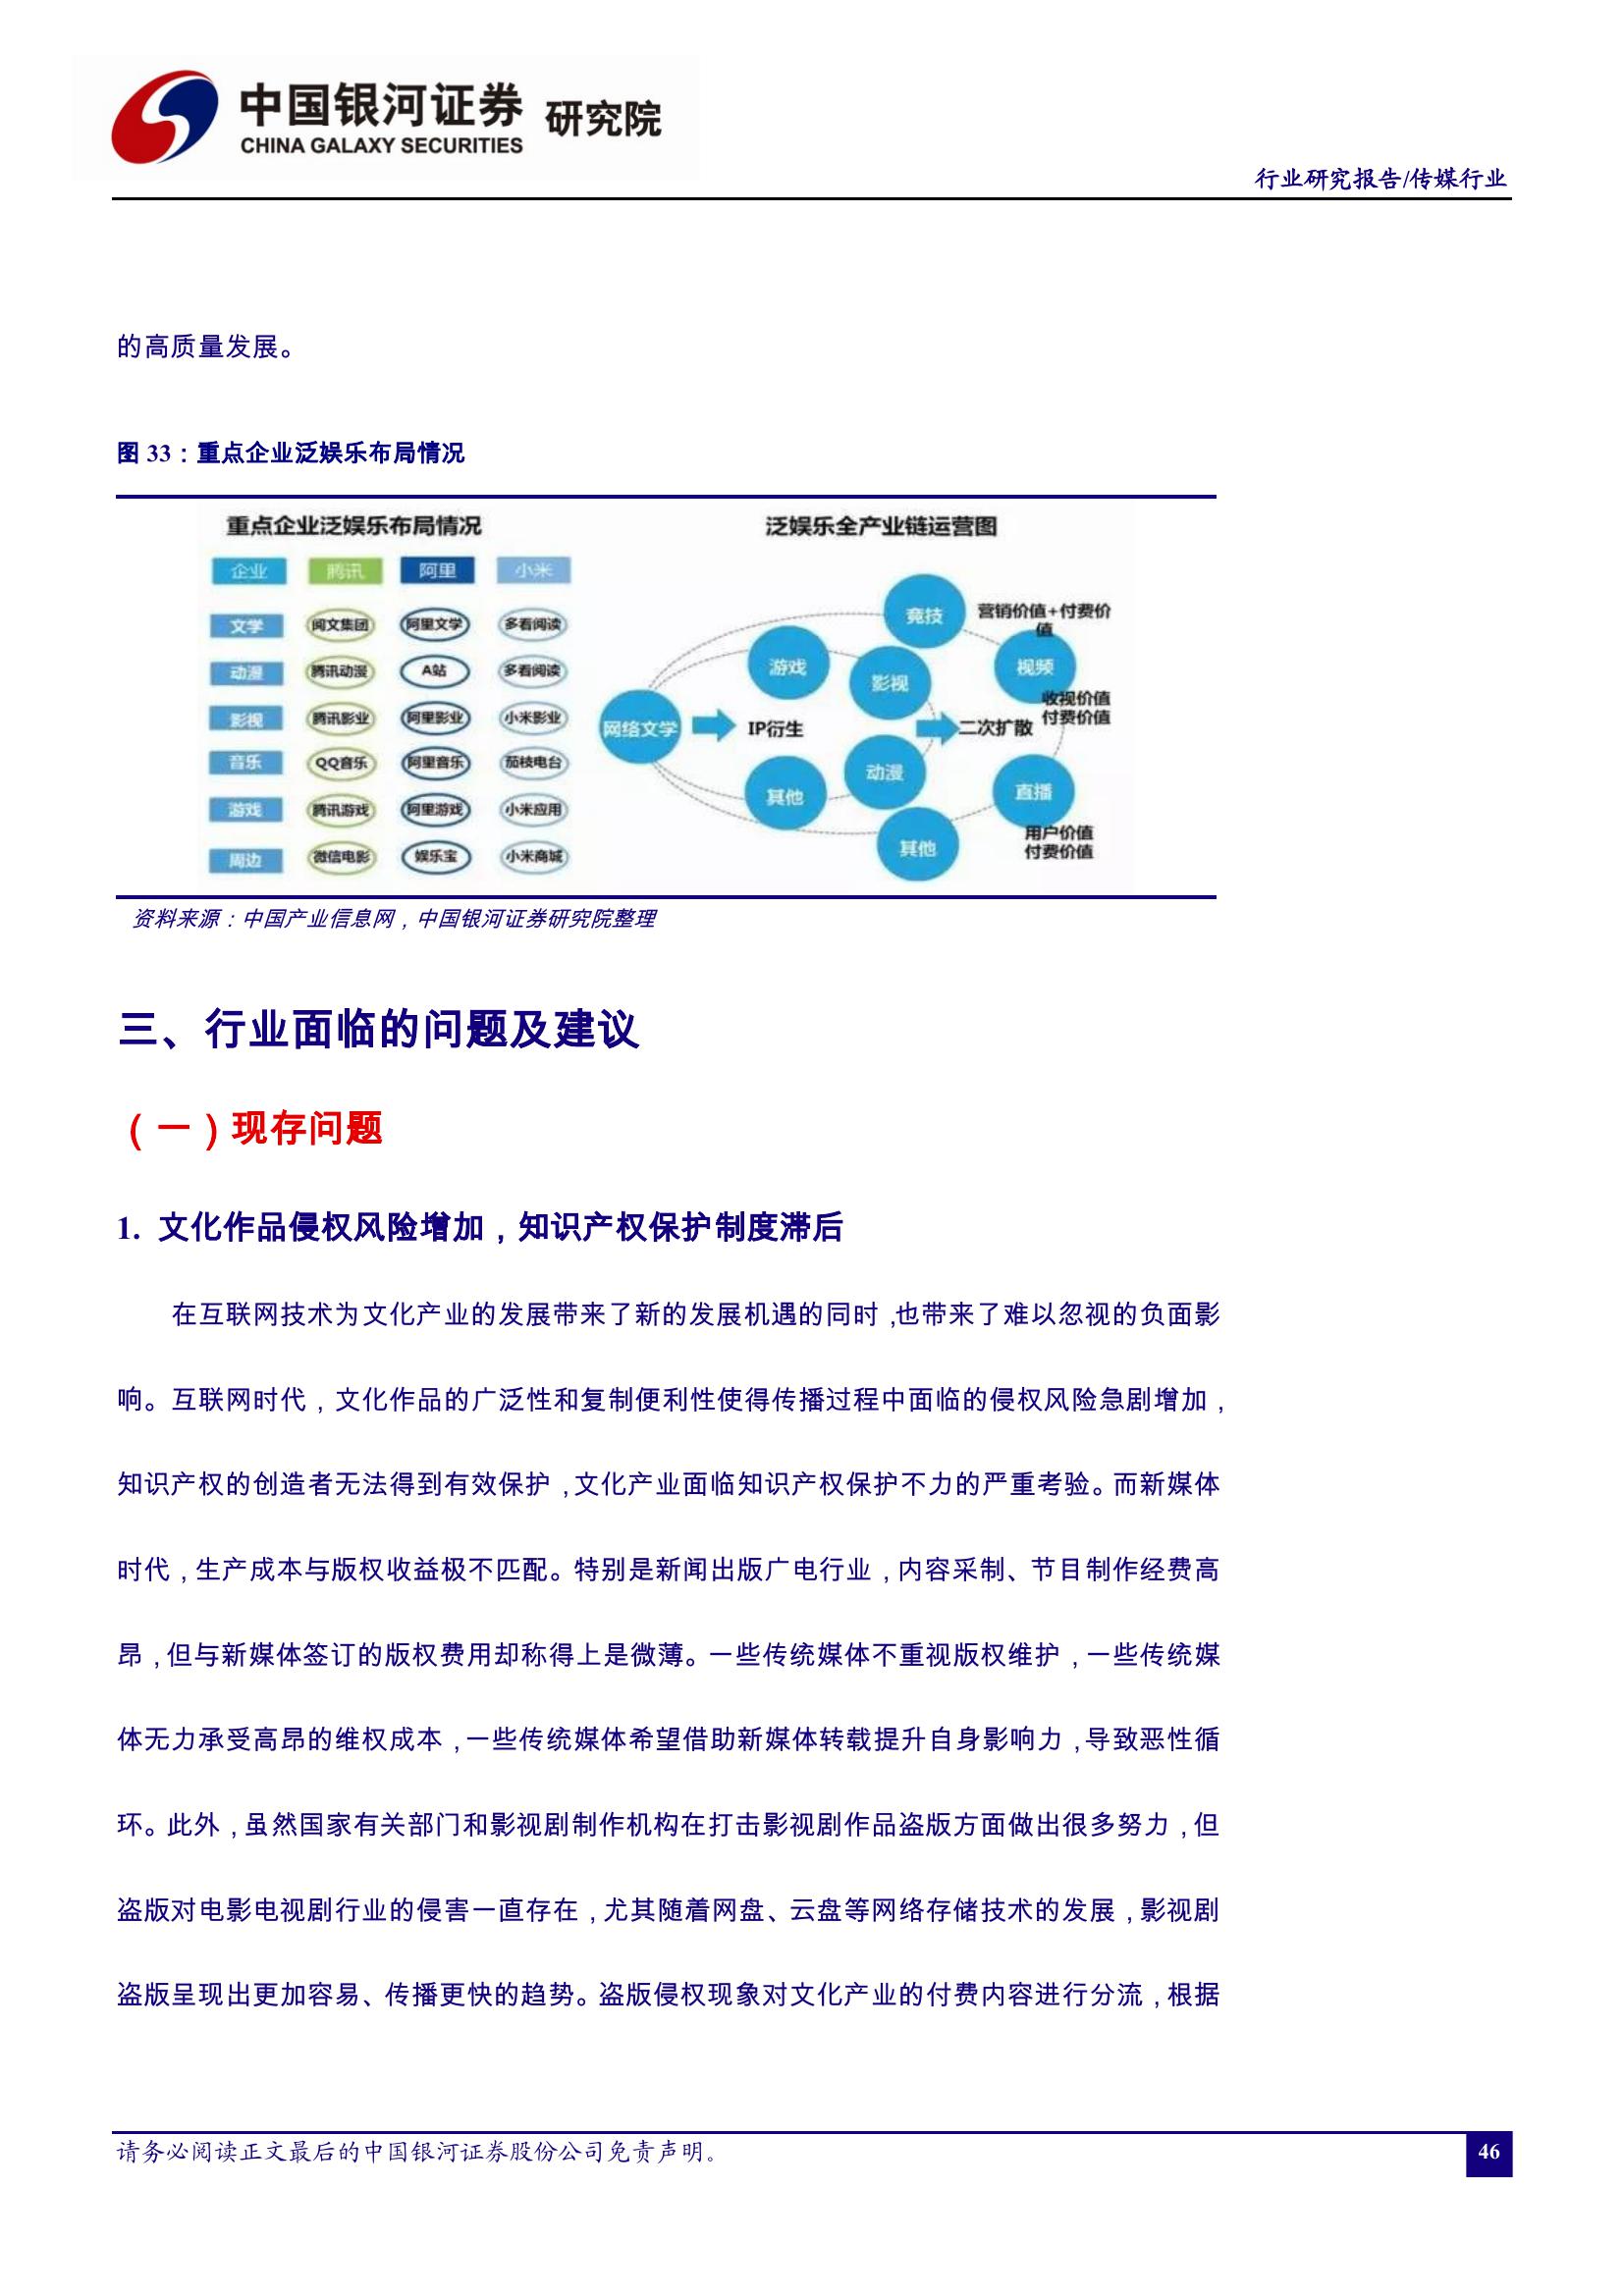 中国银河证券 研究院
CHINA GALAXY SECURITIES
行业研究报告/传媒行业
的高质量发展。
图 33：重点企业泛娱乐布局情况
重点企业泛娱乐布局情况
企业 腾讯 阿里 小米
文学 阅文集团 阿里文学 多看阅读
动漫 腾讯动漫 A站 多看阅读
影视 腾讯影业 阿里影业 小米影业
音乐 QQ音乐 阿里音乐 荔枝电台
游戏 腾讯游戏 阿里游戏 小米应用
周边 微信电影 娱乐宝 小米商城
泛娱乐全产业链运营图
竞技
营销价值+付费价
值
游戏
影视
视频
收视价值
付费价值
网络文学
IP衍生
二次扩散
动漫
其他
直播
其他
用户价值
付费价值
资料来源：中国产业信息网，中国银河证券研究院整理
三、行业面临的问题及建议
（一）现存问题
1. 文化作品侵权风险增加，知识产权保护制度滞后
在互联网技术为文化产业的发展带来了新的发展机遇的同时，也带来了难以忽视的负面影
响。互联网时代，文化作品的广泛性和复制便利性使得传播过程中面临的侵权风险急剧增加，
知识产权的创造者无法得到有效保护，文化产业面临知识产权保护不力的严重考验。而新媒体
时代，生产成本与版权收益极不匹配。特别是新闻出版广电行业，内容采制、节目制作经费高
昂，但与新媒体签订的版权费用却称得上是微薄。一些传统媒体不重视版权维护，一些传统媒
体无力承受高昂的维权成本，一些传统媒体希望借助新媒体转载提升自身影响力，导致恶性循
环。此外，虽然国家有关部门和影视剧制作机构在打击影视剧作品盗版方面做出很多努力，但
盗版对电影电视剧行业的侵害一直存在，尤其随着网盘、云盘等网络存储技术的发展，影视剧
盗版呈现出更加容易、传播更快的趋势。盗版侵权现象对文化产业的付费内容进行分流，根据
请务必阅读正文最后的中国银河证券股份公司免责声明。
46